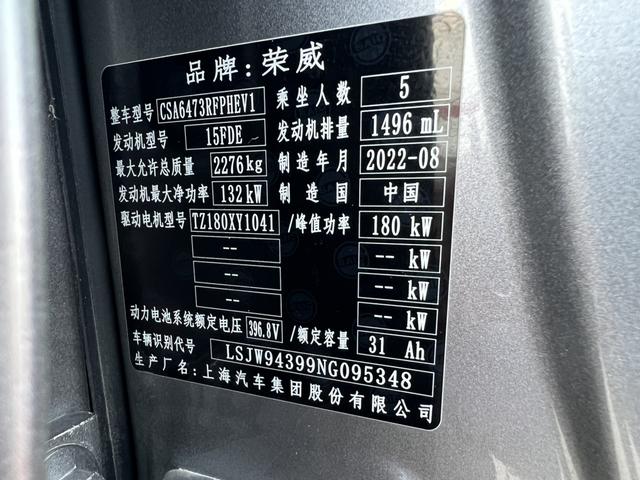 品牌:荣威
整车型号 CSA6473RFPHEV1 乘坐人数 5
发动机型号 15FDE 发动机排量 1496 mL
最大允许总质量 2276kg 制造年月 2022-08
发动机最大净功率 132kW 制造国 中国
驱动电机型号 TZ180XY1041 /峰值功率 180 kW
-- -- kW
-- -- kW
-- -- kW
动力电池系统额定电压 396.8V /额定容量 31 Ah
车辆识别代号 LSJW94399NG095348
生产厂名:上海汽车集团股份有限公司